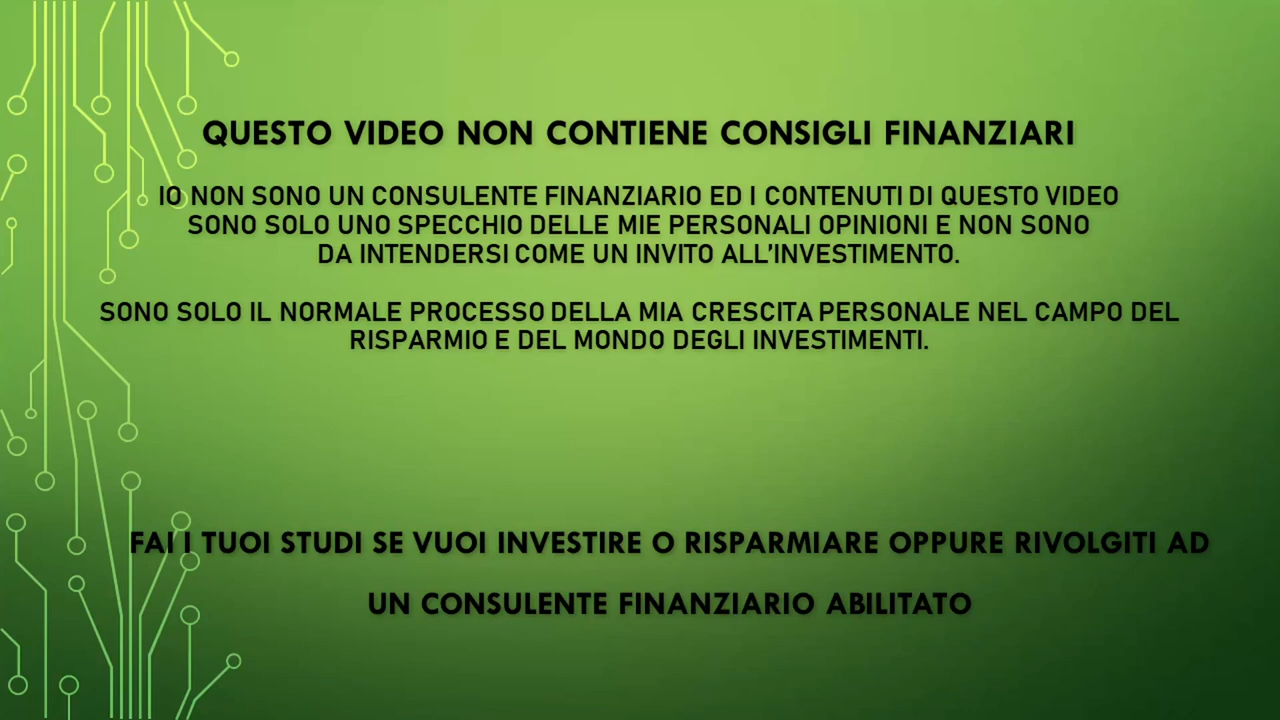 QUESTO VIDEO NON CONTIENE CONSIGLI FINANZIARI
IO NON SONO UN CONSULENTE FINANZIARIO ED I CONTENUTI DI QUESTO VIDEO
SONO SOLO UNO SPECCHIO DELLE MIE PERSONALI OPINIONI E NON SONO
DA INTENDERSI COME UN INVITO ALL'INVESTIMENTO.
SONO SOLO IL NORMALE PROCESSO DELLA MIA CRESCITA PERSONALE NEL CAMPO DEL
RISPARMIO E DEL MONDO DEGLI INVESTIMENTI.
FAI I TUOI STUDI SE VUOI INVESTIRE O RISPARMIARE OPPURE RIVOLGITI AD
UN CONSULENTE FINANZIARIO ABILITATO